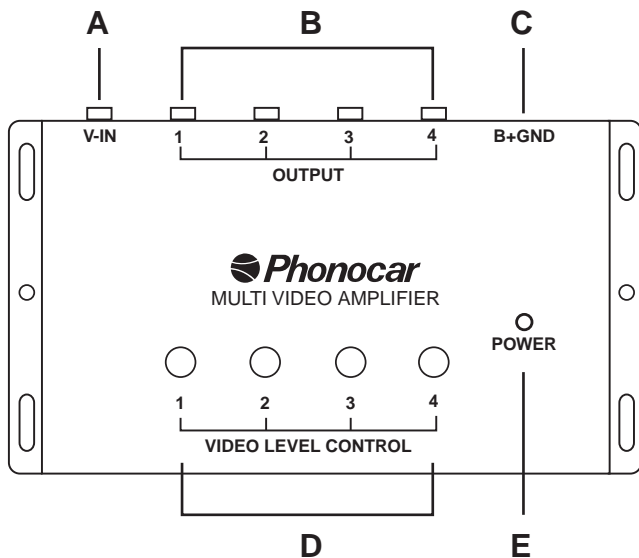 A B C
V-IN 1 2 3 4 B+GND
OUTPUT
Phonocar
MULTI VIDEO AMPLIFIER
POWER
1 2 3 4
VIDEO LEVEL CONTROL
D E